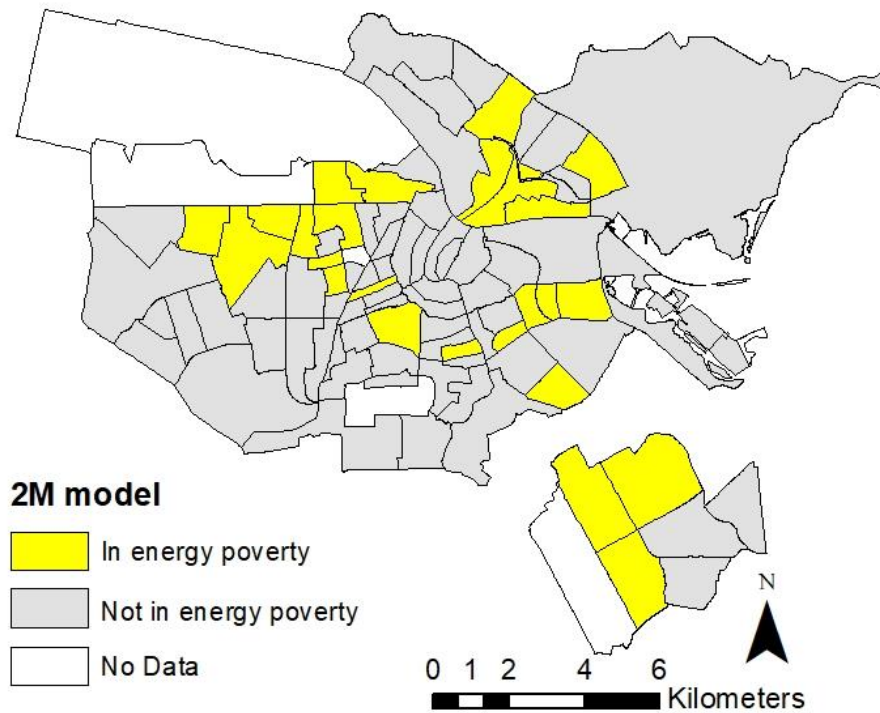 2M model
In energy poverty
Not in energy poverty
No Data
N
0 1 2 4 6
Kilometers